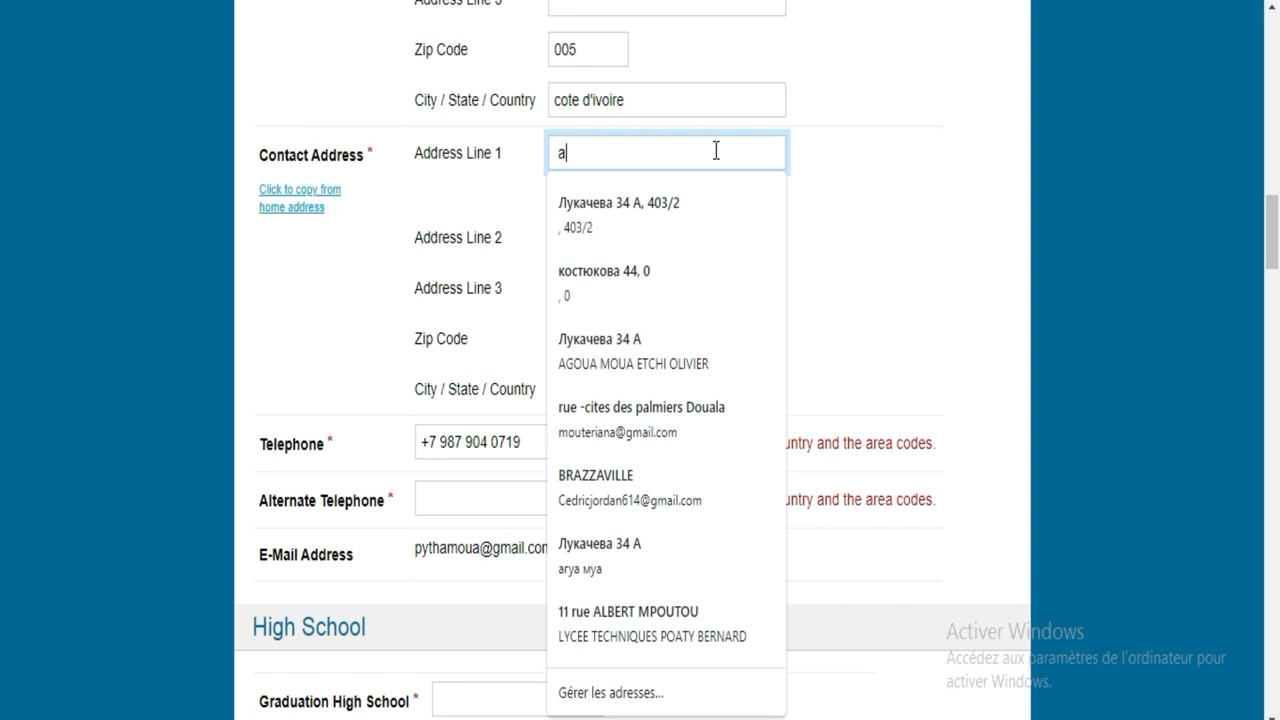 Address Line 3
Zip Code
005
City / State / Country
cote d'ivoire
Contact Address *
Address Line 1
a
Click to copy from
home address
Лукачева 34 А, 403/2
, 403/2
Address Line 2
костюкова 44, 0
Address Line 3
, 0
Zip Code
Лукачева 34 А
AGOUA MOUA ETCHI OLIVIER
City / State / Country
rue -cites des palmiers Douala
mouteriana@gmail.com
Telephone *
+7 987 904 0719
untry and the area codes.
BRAZZAVILLE
Cedricjordan614@gmail.com
Alternate Telephone *
untry and the area codes.
E-Mail Address
pythamoua@gmail.con
Лукачева 34 А
агуа муа
High School
11 rue ALBERT MPOUTOU
LYCEE TECHNIQUES POATY BERNARD
Activer Windows
Accédez aux paramètres de l'ordinateur pour
activer Windows.
Graduation High School *
Gérer les adresses...